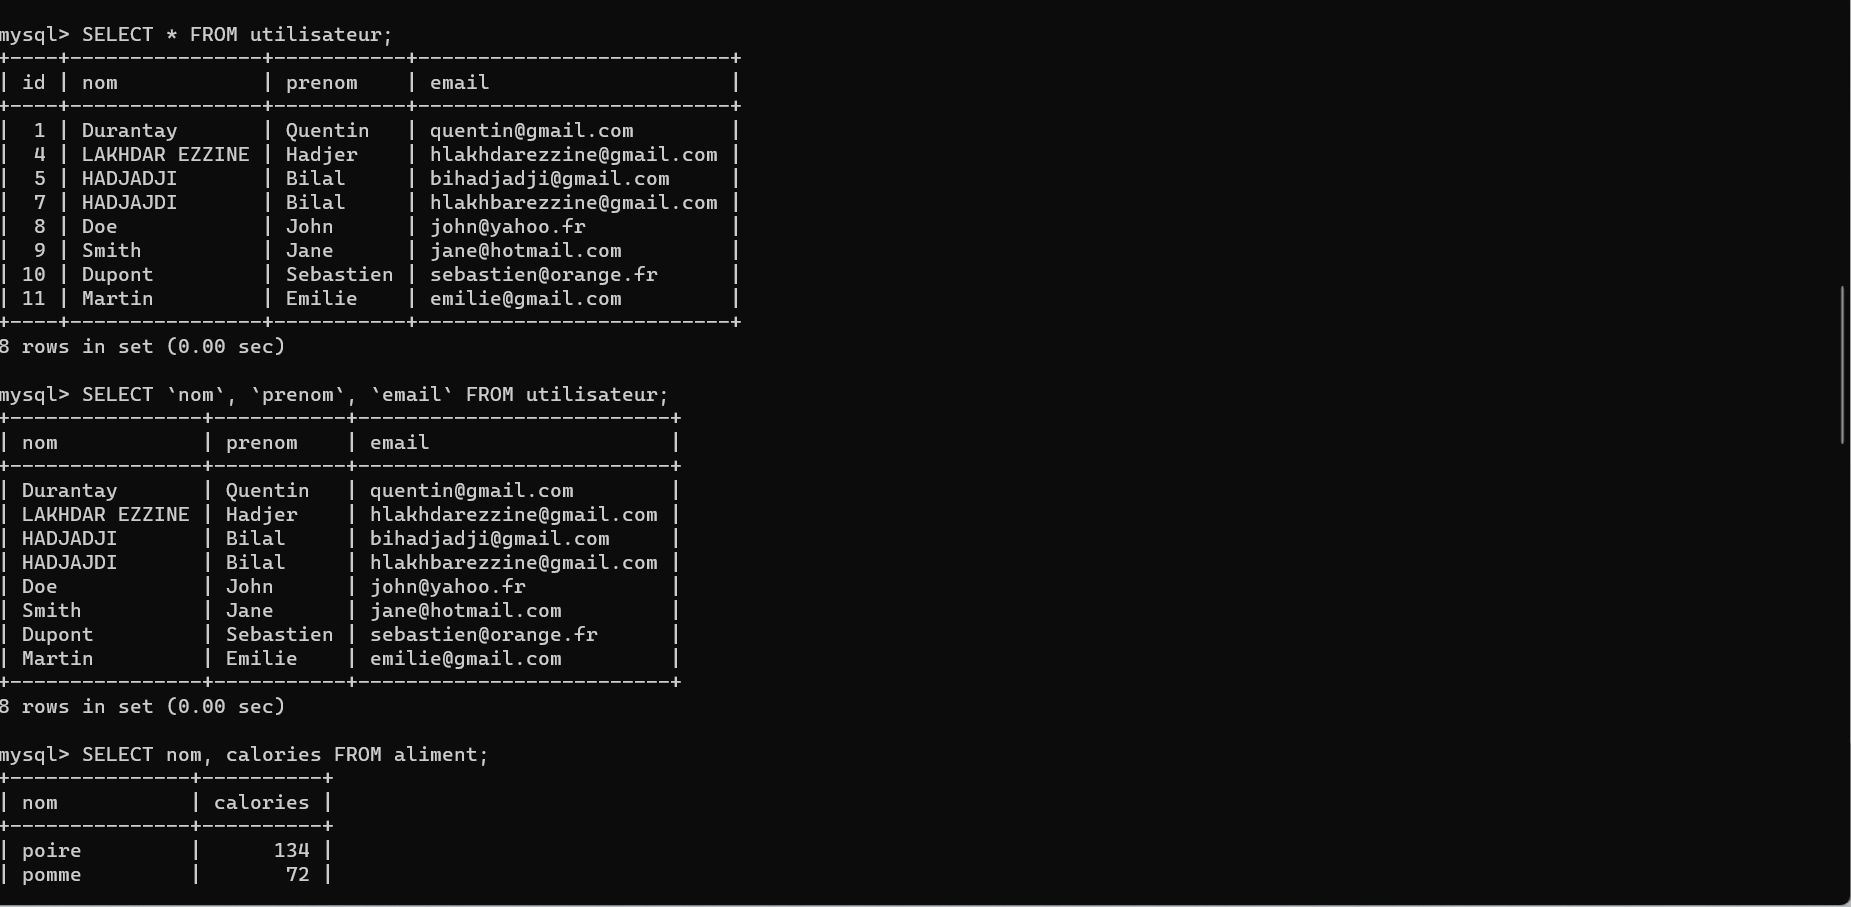 mysql> SELECT * FROM utilisateur;
+----+----------------+-----------+--------------------------+
| id | nom            | prenom    | email                    |
+----+----------------+-----------+--------------------------+
|  1 | Durantay       | Quentin   | quentin@gmail.com        |
|  4 | LAKHDAR EZZINE | Hadjer    | hlakhdarezzine@gmail.com |
|  5 | HADJADJI       | Bilal     | bihadjadji@gmail.com     |
|  7 | HADJAJDI       | Bilal     | hlakhbarezzine@gmail.com |
|  8 | Doe            | John      | john@yahoo.fr            |
|  9 | Smith          | Jane      | jane@hotmail.com         |
| 10 | Dupont         | Sebastien | sebastien@orange.fr      |
| 11 | Martin         | Emilie    | emilie@gmail.com         |
+----+----------------+-----------+--------------------------+
8 rows in set (0.00 sec)
mysql> SELECT `nom`, `prenom`, `email` FROM utilisateur;
+----------------+-----------+--------------------------+
| nom            | prenom    | email                    |
+----------------+-----------+--------------------------+
| Durantay       | Quentin   | quentin@gmail.com        |
| LAKHDAR EZZINE | Hadjer    | hlakhdarezzine@gmail.com |
| HADJADJI       | Bilal     | bihadjadji@gmail.com     |
| HADJAJDI       | Bilal     | hlakhbarezzine@gmail.com |
| Doe            | John      | john@yahoo.fr            |
| Smith          | Jane      | jane@hotmail.com         |
| Dupont         | Sebastien | sebastien@orange.fr      |
| Martin         | Emilie    | emilie@gmail.com         |
+----------------+-----------+--------------------------+
8 rows in set (0.00 sec)
mysql> SELECT nom, calories FROM aliment;
+---------------+----------+
| nom           | calories |
+---------------+----------+
| poire         |      134 |
| pomme         |       72 |